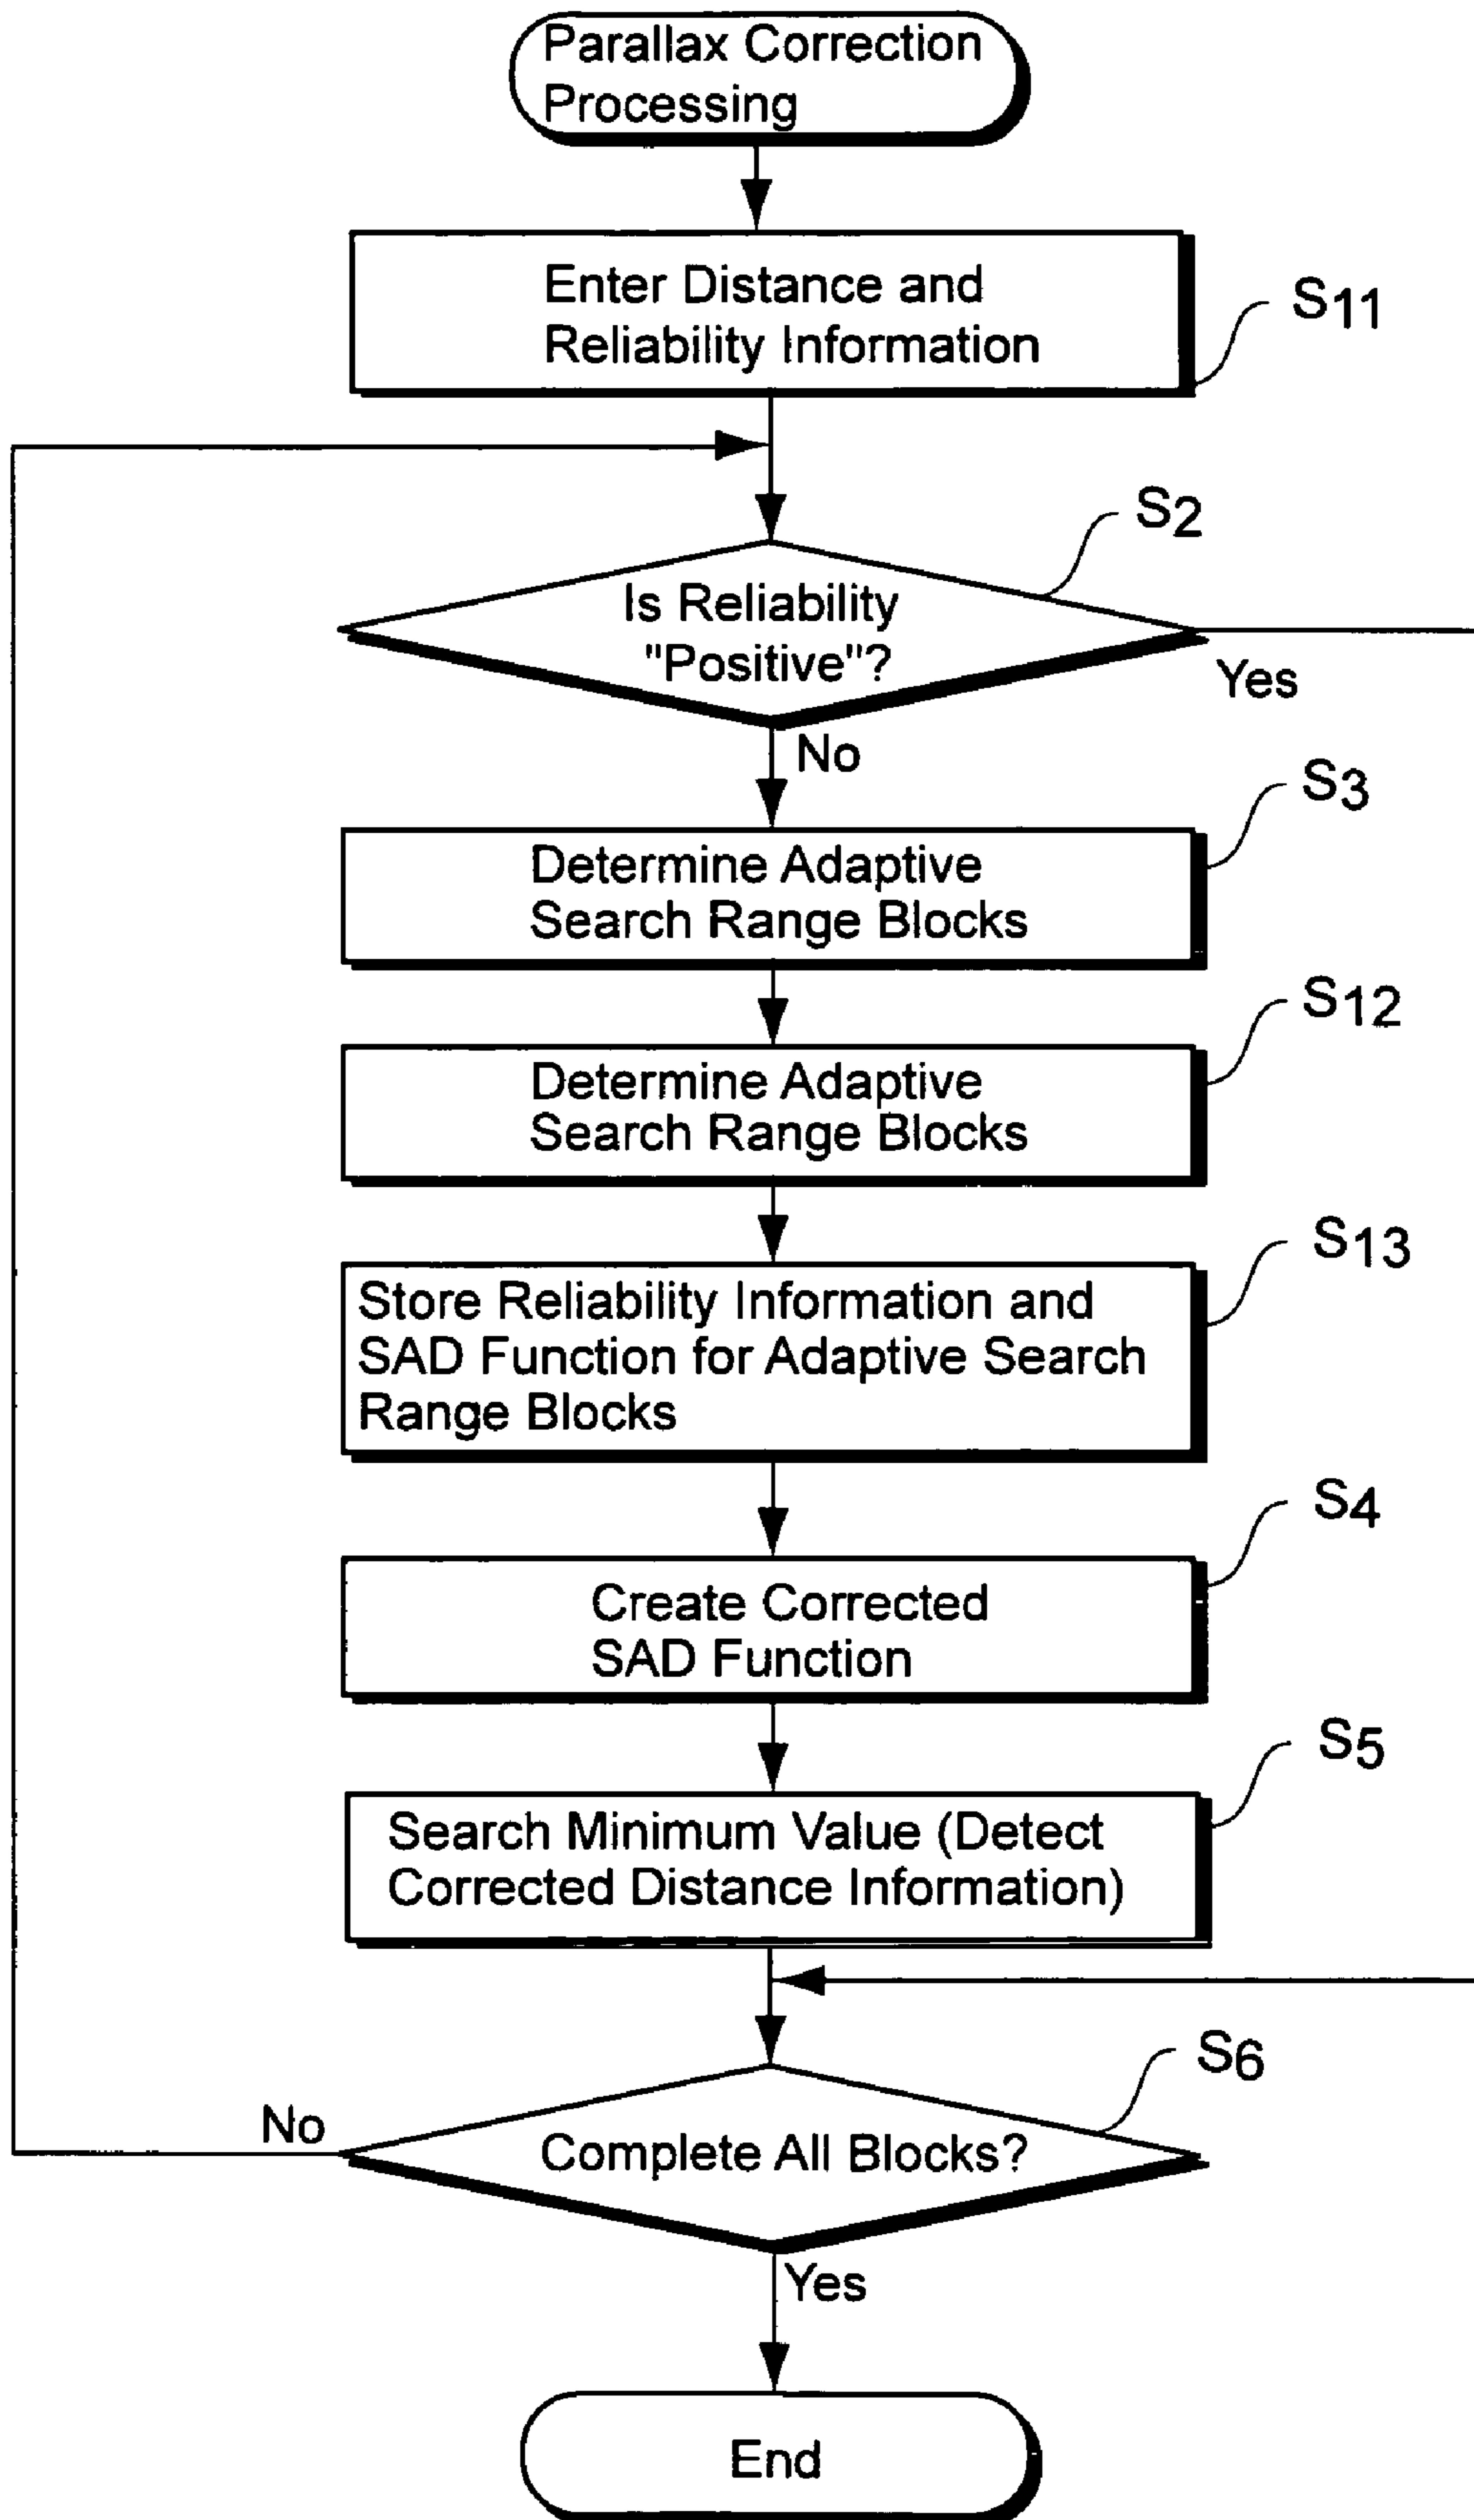 Parallax Correction
Processing
Enter Distance and
Reliability Information
S11
S2
Is Reliability
"Positive"?
Yes
No
S3
Determine Adaptive
Search Range Blocks
S12
Determine Adaptive
Search Range Blocks
S13
Store Reliability Information and
SAD Function for Adaptive Search
Range Blocks
S4
Create Corrected
SAD Function
S5
Search Minimum Value (Detect
Corrected Distance Information)
S6
No
Complete All Blocks?
Yes
End